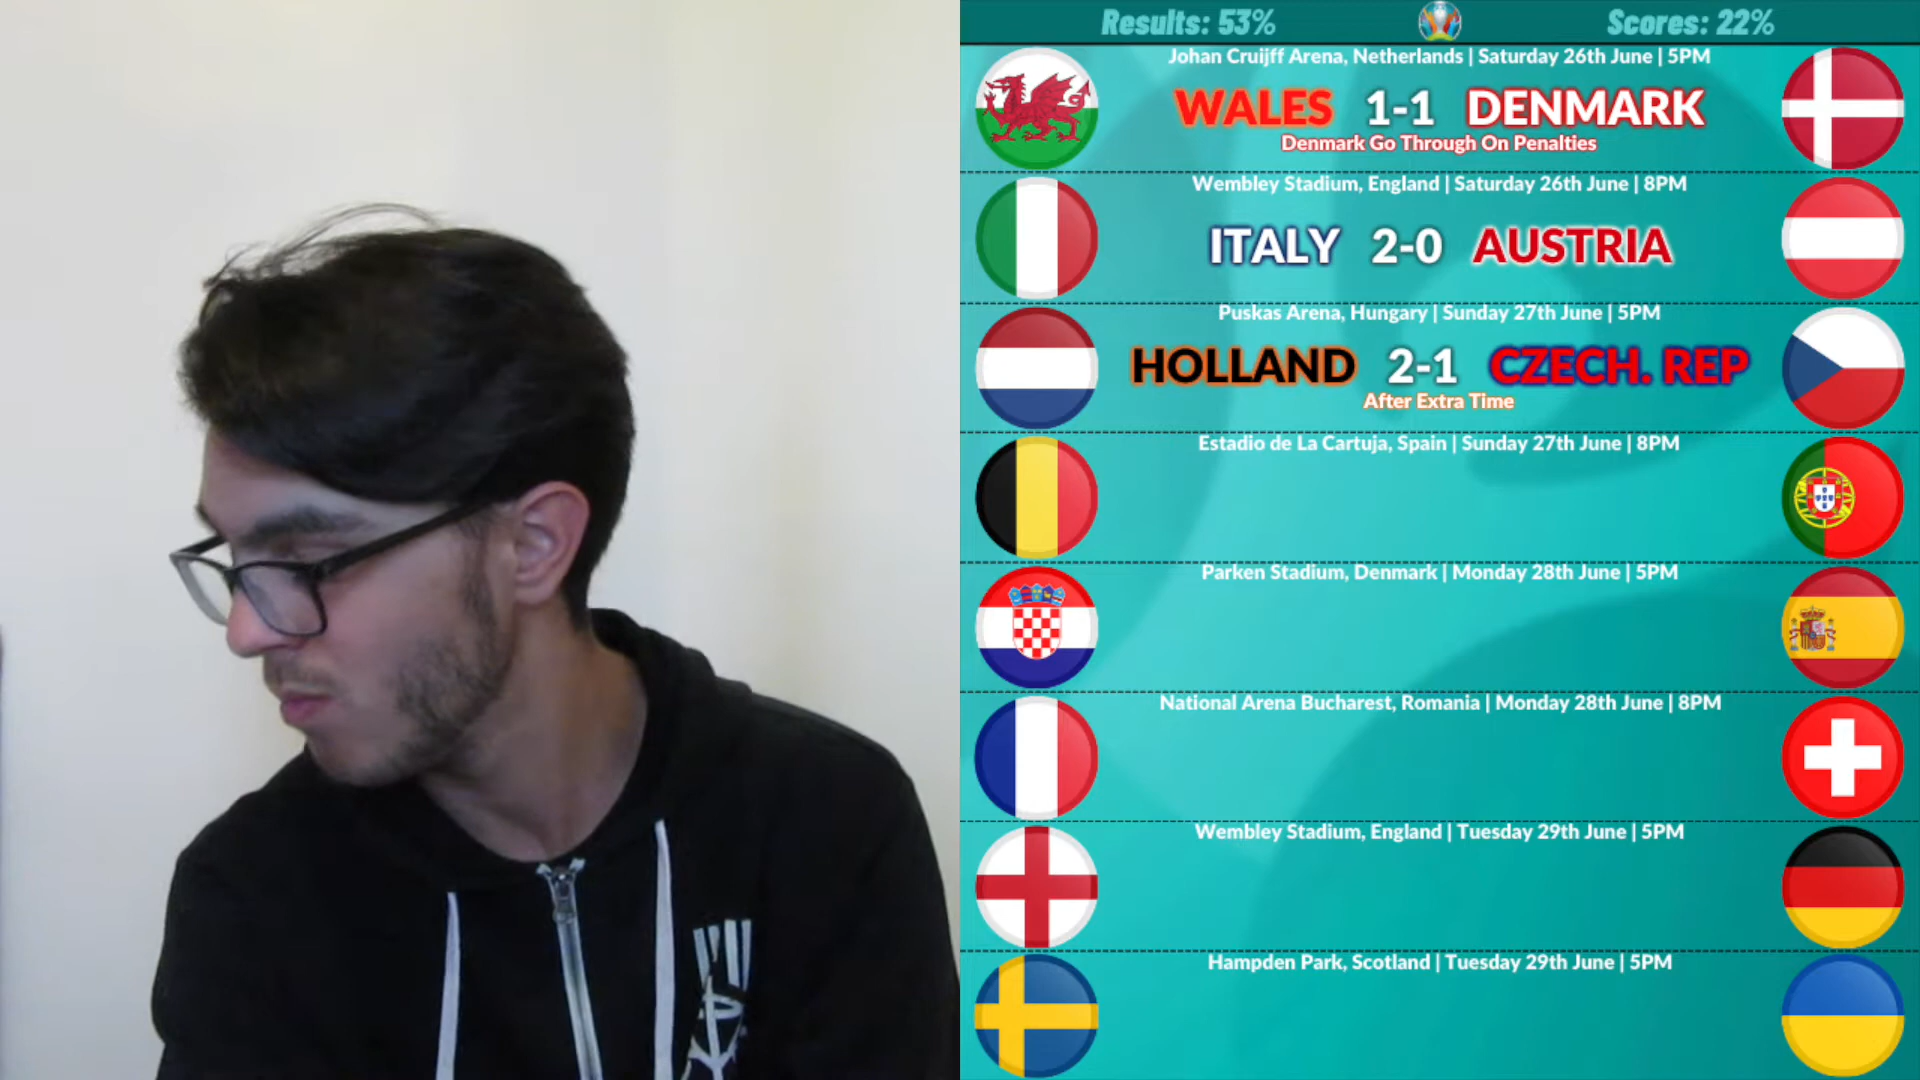 Results: 53% Scores: 22%
Johan Cruijff Arena, Netherlands | Saturday 26th June | 5PM
WALES 1-1 DENMARK
Denmark Go Through On Penalties
Wembley Stadium, England | Saturday 26th June | 8PM
ITALY 2-0 AUSTRIA
Puskas Arena, Hungary | Sunday 27th June | 5PM
HOLLAND 2-1 CZECH. REP
After Extra Time
Estadio de La Cartuja, Spain | Sunday 27th June | 8PM
Parken Stadium, Denmark | Monday 28th June | 5PM
National Arena Bucharest, Romania | Monday 28th June | 8PM
Wembley Stadium, England | Tuesday 29th June | 5PM
Hampden Park, Scotland | Tuesday 29th June | 5PM